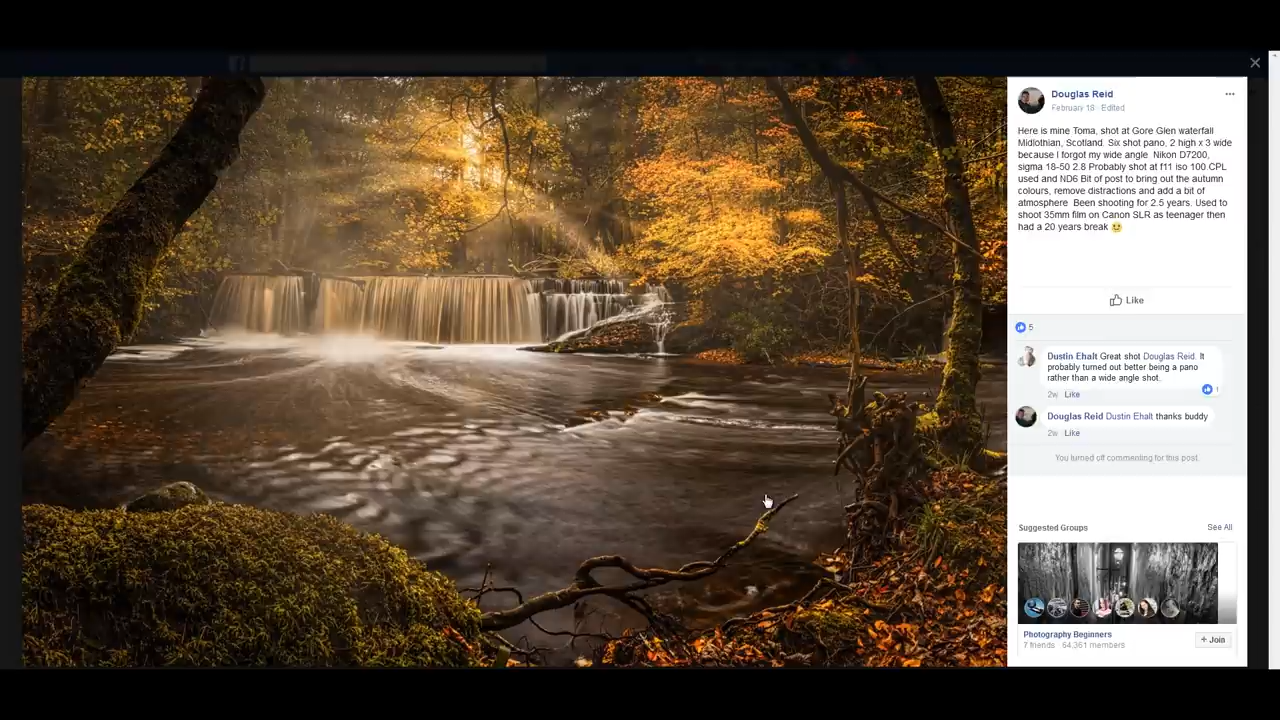 Douglas Reid
February 18 · Edited
Here is mine Toma, shot at Gore Glen waterfall
Midlothian, Scotland. Six shot pano, 2 high x 3 wide
because I forgot my wide angle Nikon D7200,
sigma 18-50 2.8 Probably shot at f11 iso 100.CPL
used and ND6 Bit of post to bring out the autumn
colours, remove distractions and add a bit of
atmosphere Been shooting for 2.5 years. Used to
shoot 35mm film on Canon SLR as teenager then
had a 20 years break 😉
Like
5
Dustin Ehalt Great shot Douglas Reid. It
probably turned out better being a pano
rather than a wide angle shot.
1
2w Like
Douglas Reid Dustin Ehalt thanks buddy
2w Like
You turned off commenting for this post.
Suggested Groups See All
Photography Beginners
7 friends · 64,361 members
+ Join